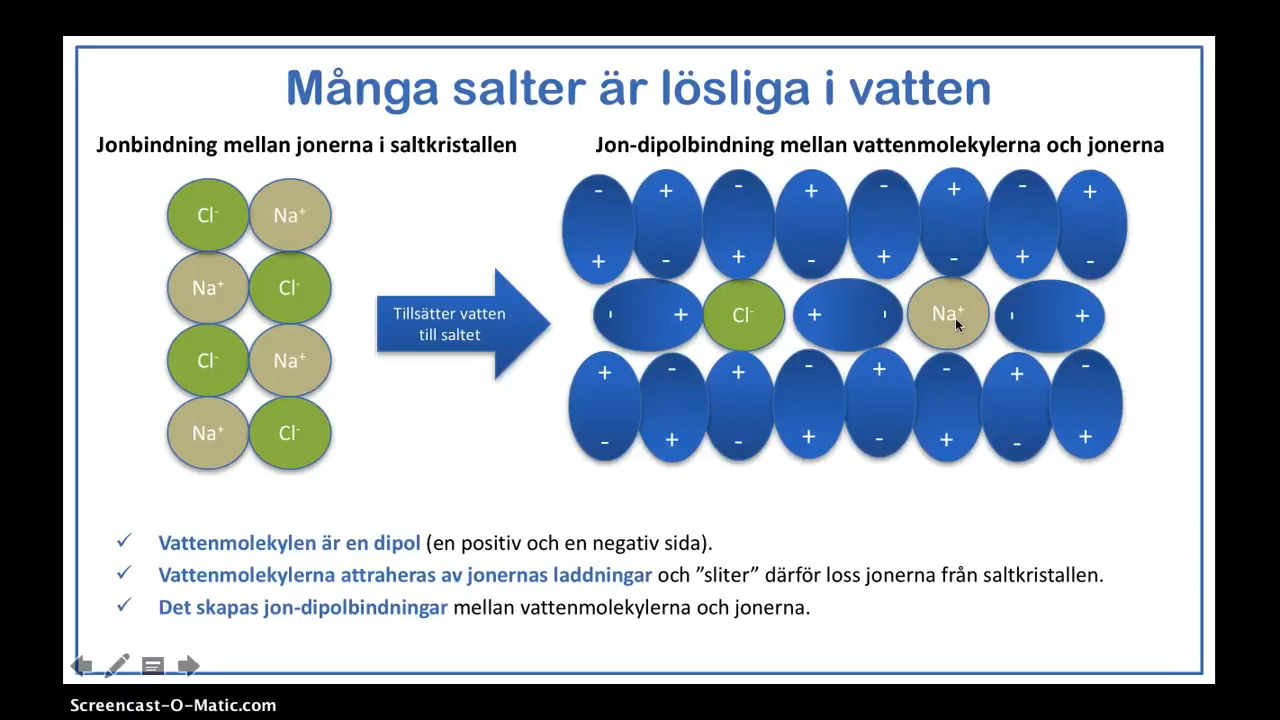 Många salter är lösliga i vatten
Jonbindning mellan jonerna i saltkristallen
Jon-dipolbindning mellan vattenmolekylerna och jonerna
Cl⁻ Na⁺
Na⁺ Cl⁻
Cl⁻ Na⁺
Na⁺ Cl⁻
Tillsätter vatten
till saltet
- + - + - + - +
+ - + - + - + -
- + Cl⁻ + - Na⁺ - +
+ - + - + - + -
- + - + - + - +
✓ Vattenmolekylen är en dipol (en positiv och en negativ sida).
✓ Vattenmolekylerna attraheras av jonernas laddningar och ”sliter” därför loss jonerna från saltkristallen.
✓ Det skapas jon-dipolbindningar mellan vattenmolekylerna och jonerna.
Screencast-O-Matic.com